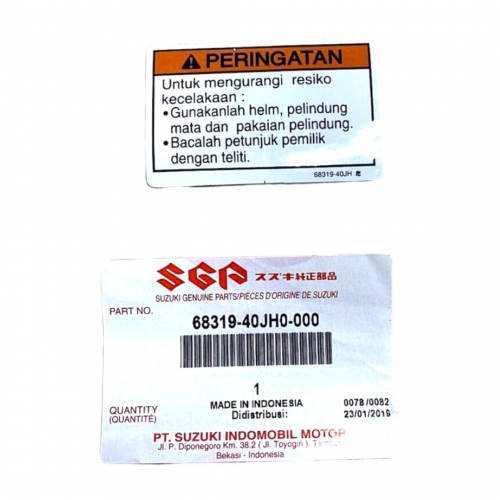 ⚠ PERINGATAN
Untuk mengurangi resiko
kecelakaan :
•Gunakanlah helm, pelindung
mata dan pakaian pelindung.
•Bacalah petunjuk pemilik
dengan teliti.
68319-40JH
SGP スズキ純正部品
SUZUKI GENUINE PARTS/PIÈCES D'ORIGINE DE SUZUKI
PART NO.
68319-40JH0-000
1
MADE IN INDONESIA 0078/0082
QUANTITY Didistribusi: 23/01/2019
(QUANTITÉ)
PT. SUZUKI INDOMOBIL MOTOR
Jl. P. Diponegoro Km. 38.2 ( Jl. Toyogiri ).
Bekasi - Indonesia